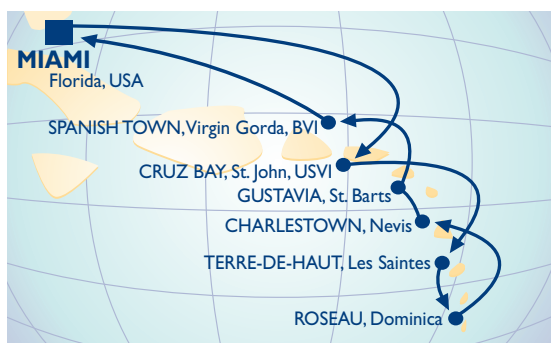 MIAMI
Florida, USA
SPANISH TOWN, Virgin Gorda, BVI
CRUZ BAY, St. John, USVI
GUSTAVIA, St. Barts
CHARLESTOWN, Nevis
TERRE-DE-HAUT, Les Saintes
ROSEAU, Dominica